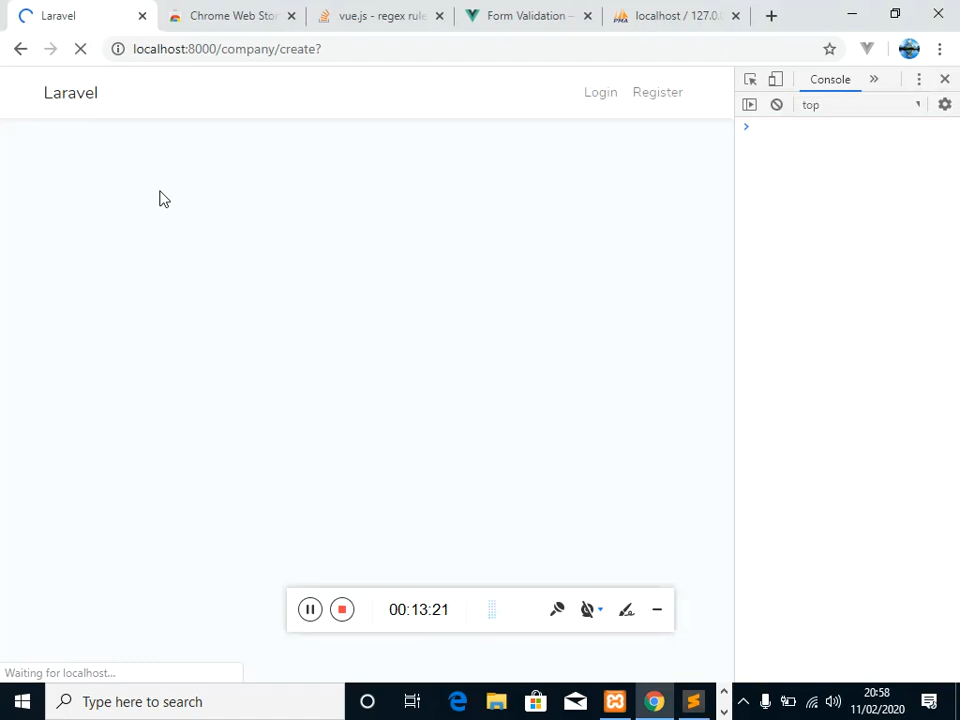 Laravel
Chrome Web Stor
vue.js - regex rule
Form Validation —
localhost / 127.0.
localhost:8000/company/create?
Laravel
Login
Register
Console
top
00:13:21
Waiting for localhost...
Type here to search
20:58
11/02/2020